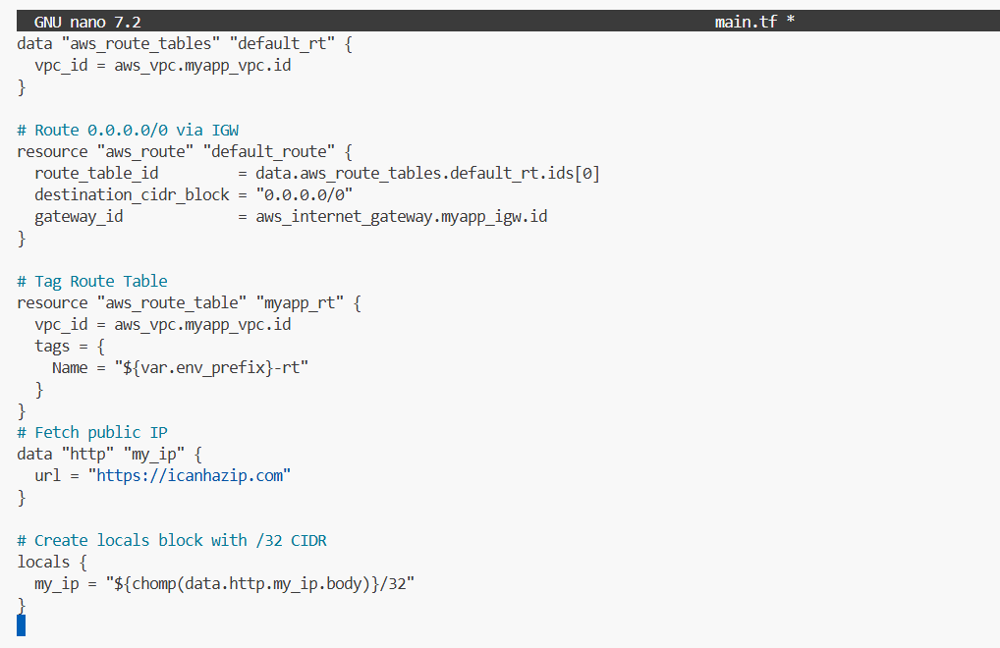 GNU nano 7.2 main.tf *
data "aws_route_tables" "default_rt" {
  vpc_id = aws_vpc.myapp_vpc.id
}

# Route 0.0.0.0/0 via IGW
resource "aws_route" "default_route" {
  route_table_id         = data.aws_route_tables.default_rt.ids[0]
  destination_cidr_block = "0.0.0.0/0"
  gateway_id             = aws_internet_gateway.myapp_igw.id
}

# Tag Route Table
resource "aws_route_table" "myapp_rt" {
  vpc_id = aws_vpc.myapp_vpc.id
  tags = {
    Name = "${var.env_prefix}-rt"
  }
}
# Fetch public IP
data "http" "my_ip" {
  url = "https://icanhazip.com"
}

# Create locals block with /32 CIDR
locals {
  my_ip = "${chomp(data.http.my_ip.body)}/32"
}